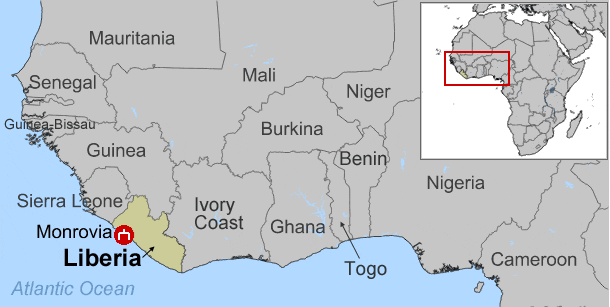 Mauritania
Mali
Niger
Senegal
Guinea-Bissau
Burkina
Guinea
Benin
Nigeria
Sierra Leone
Ivory
Coast
Ghana
Monrovia
Liberia
Togo
Cameroon
Atlantic Ocean